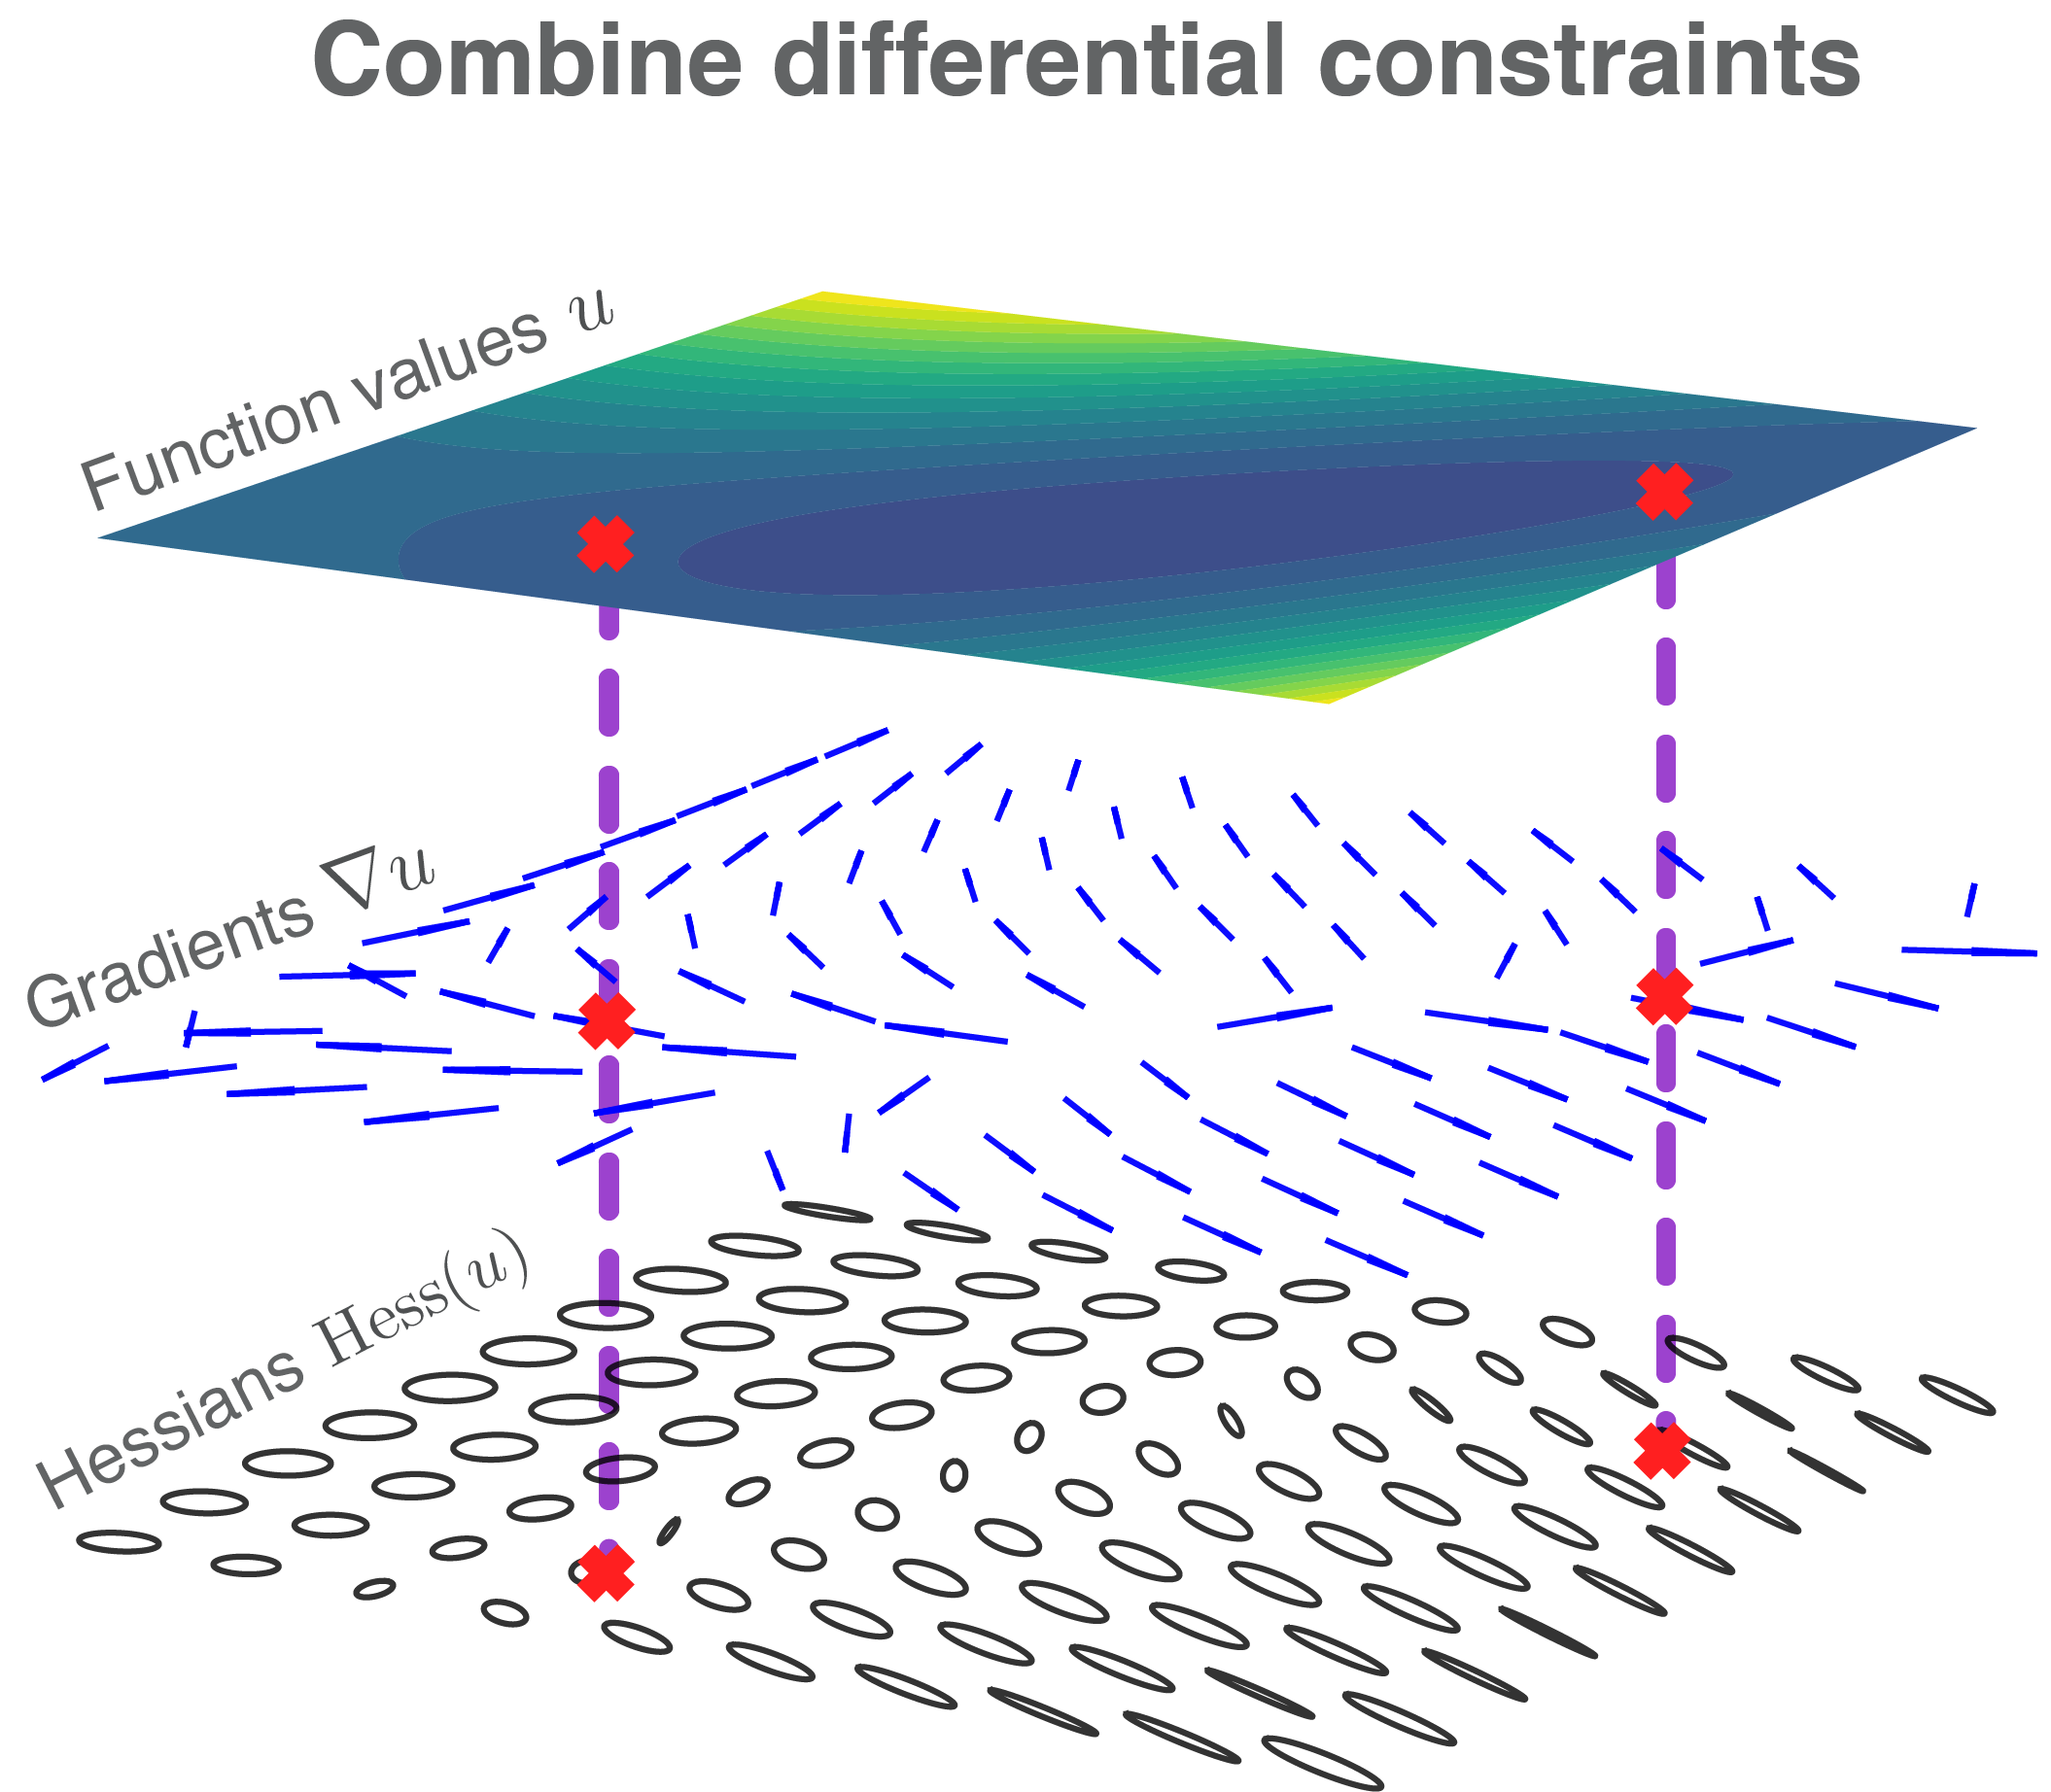 Combine differential constraints
Function values u
Gradients ∇u
Hessians Hess(u)